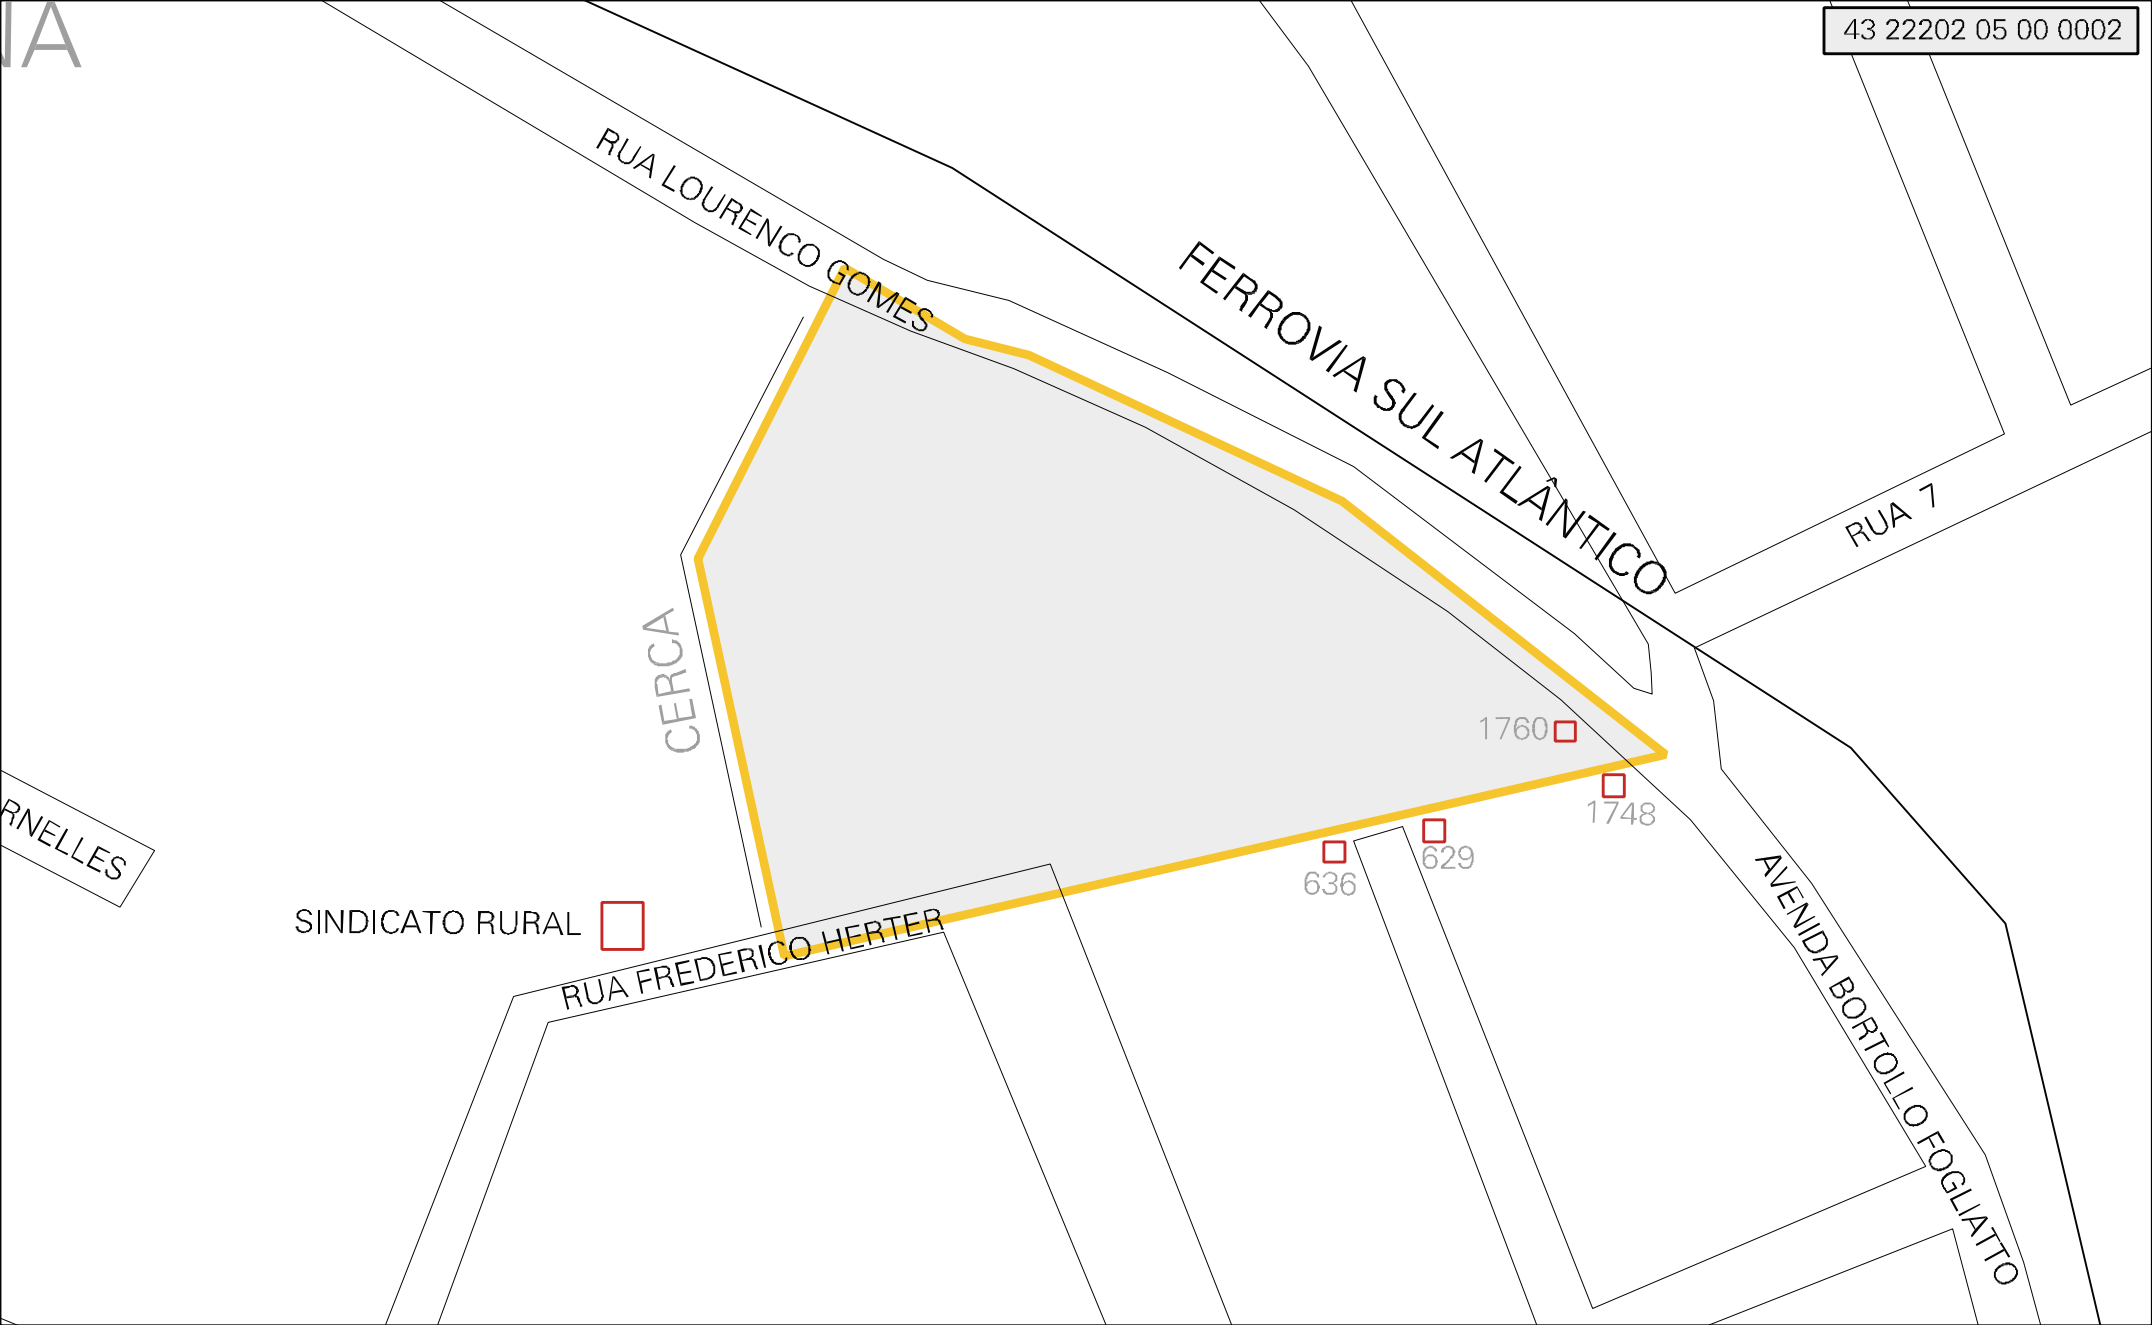 43 22202 05 00 0002
RUA LOURENCO GOMES
FERROVIA SUL ATLÂNTICO
RUA 7
CERCA
1760
1748
629
636
RNELLES
SINDICATO RURAL
RUA FREDERICO HERTER
AVENIDA BORTOLLO FOGLIATTO